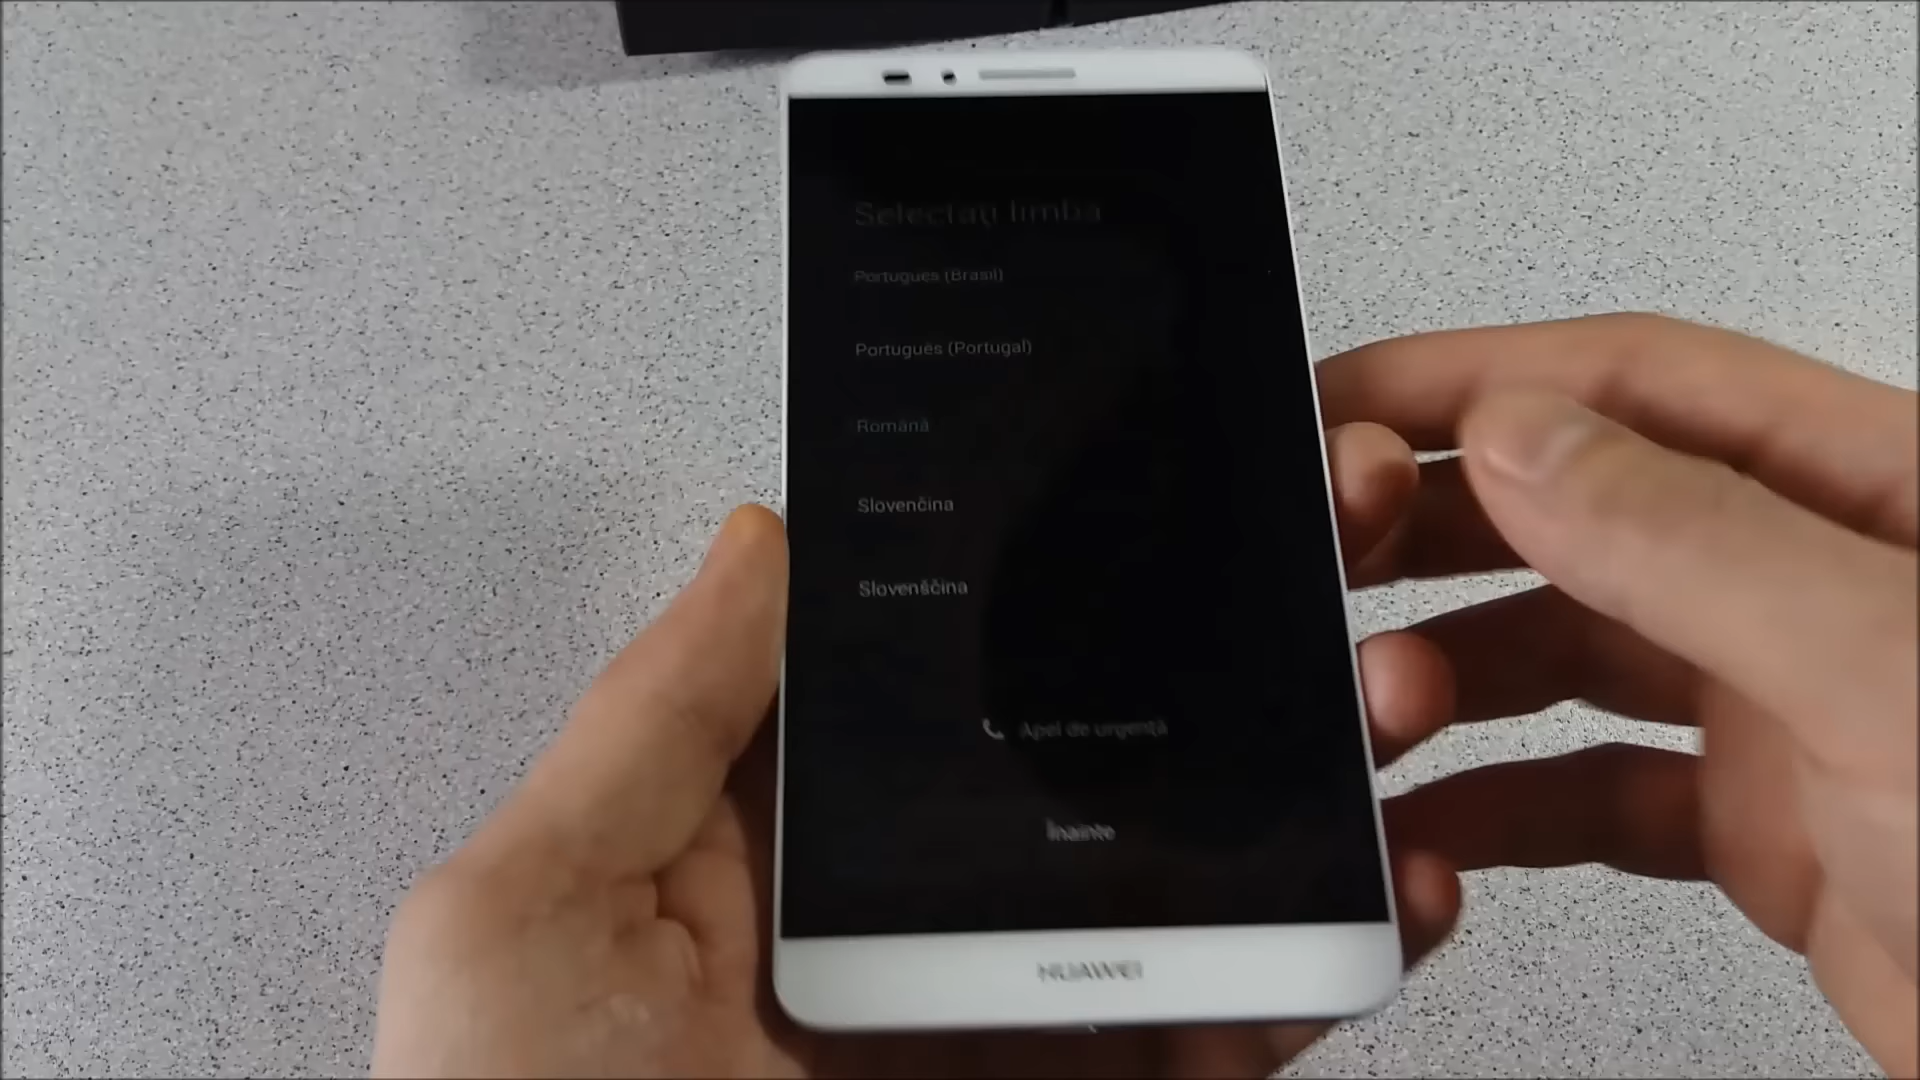 Selectați limba
Português (Brasil)
Português (Portugal)
Română
Slovenčina
Slovenščina
Apel de urgență
Înainte
HUAWEI